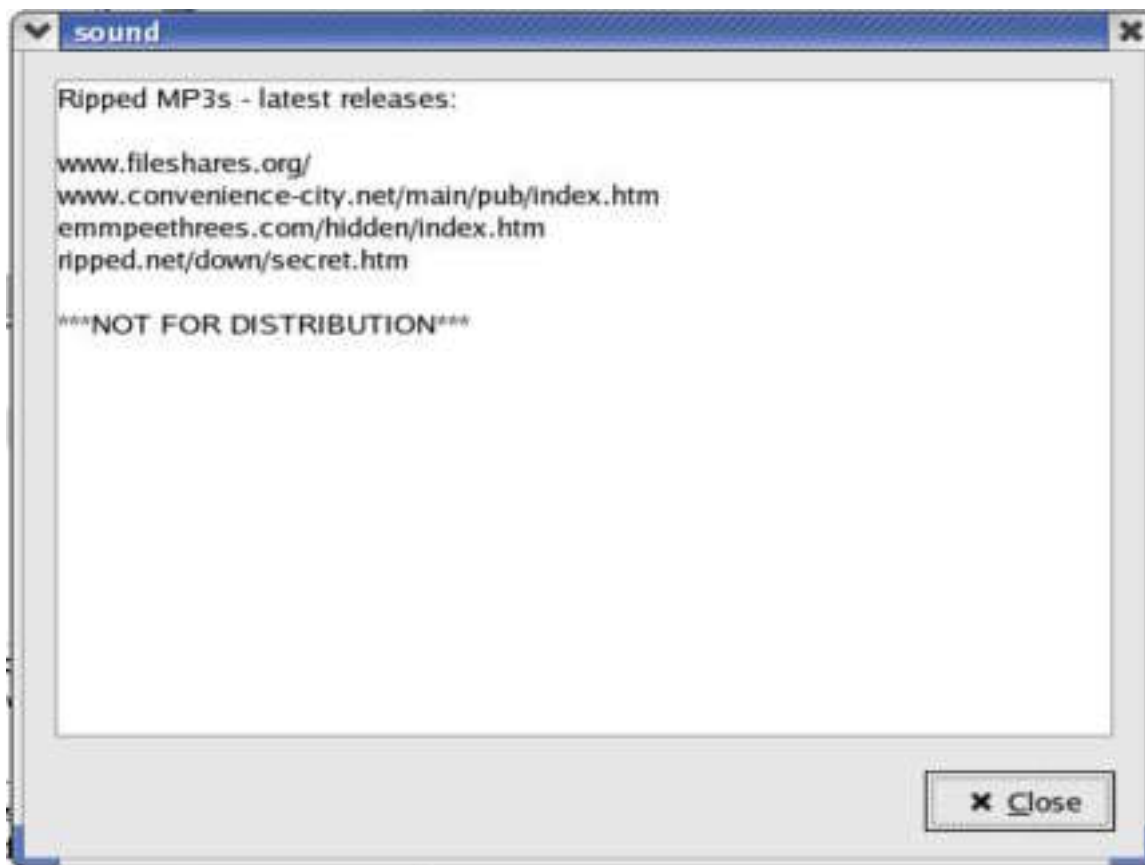 sound
Ripped MP3s - latest releases:
www.fileshares.org/
www.convenience-city.net/main/pub/index.htm
emmpeethrees.com/hidden/index.htm
ripped.net/down/secret.htm
***NOT FOR DISTRIBUTION***
Close